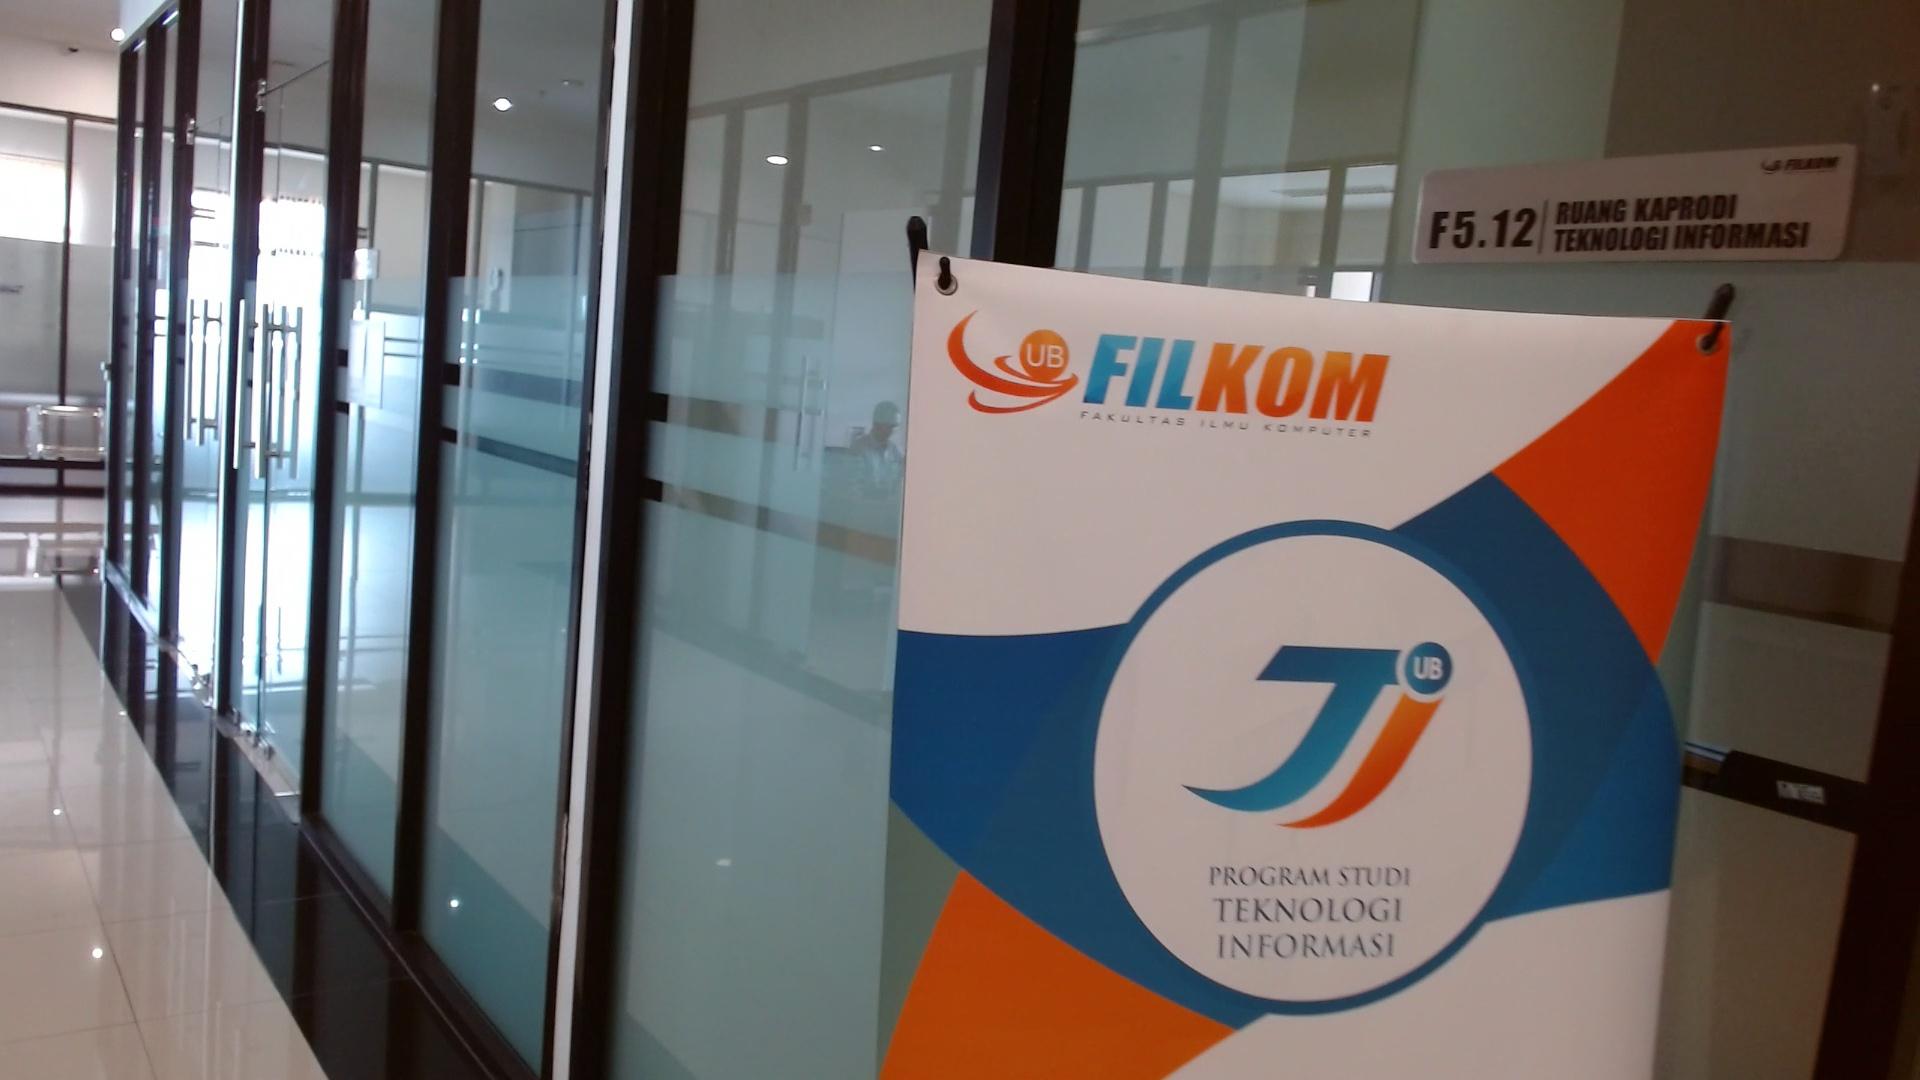 FILKOM
F5.12
RUANG KAPRODI
TEKNOLOGI INFORMASI
UB
FILKOM
FAKULTAS ILMU KOMPUTER
UB
PROGRAM STUDI
TEKNOLOGI
INFORMASI